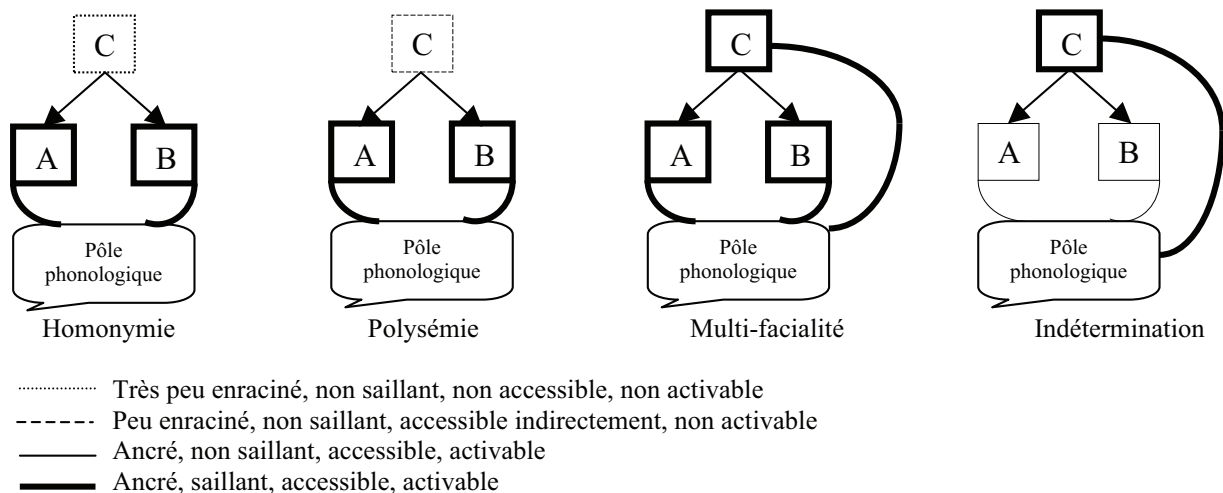 C
C
C
C
A B
A B
A B
A B
Pôle
phonologique
Pôle
phonologique
Pôle
phonologique
Pôle
phonologique
Homonymie
Polysémie
Multi-facialité
Indétermination
Très peu enraciné, non saillant, non accessible, non activable
Peu enraciné, non saillant, accessible indirectement, non activable
Ancré, non saillant, accessible, activable
Ancré, saillant, accessible, activable